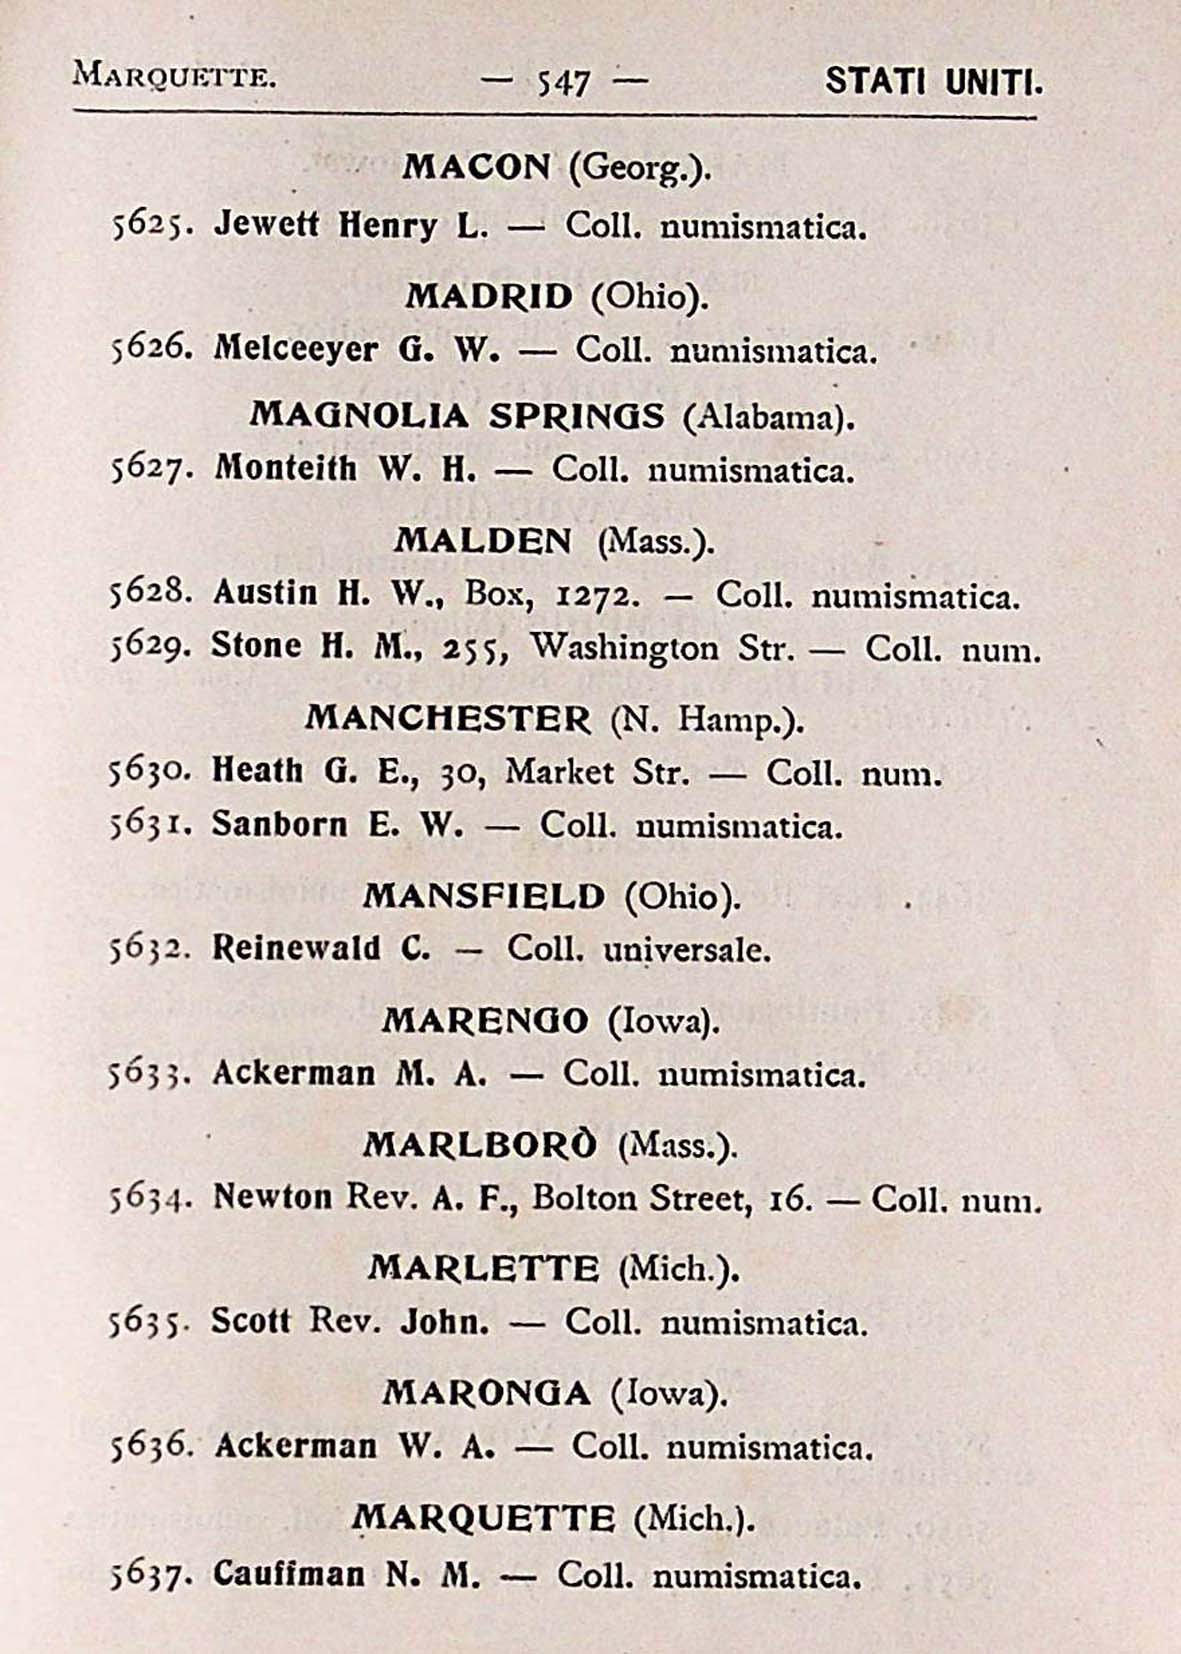 MARQUETTE. — 547 — STATI UNITI.
MACON (Georg.).
5625. Jewett Henry L. — Coll. numismatica.
MADRID (Ohio).
5626. Melceeyer G. W. — Coll. numismatica.
MAGNOLIA SPRINGS (Alabama).
5627. Monteith W. H. — Coll. numismatica.
MALDEN (Mass.).
5628. Austin H. W., Box, 1272. — Coll. numismatica.
5629. Stone H. M., 255, Washington Str. — Coll. num.
MANCHESTER (N. Hamp.).
5630. Heath G. E., 30, Market Str. — Coll. num.
5631. Sanborn E. W. — Coll. numismatica.
MANSFIELD (Ohio).
5632. Reinewald C. — Coll. universale.
MARENGO (Iowa).
5633. Ackerman M. A. — Coll. numismatica.
MARLBORÒ (Mass.).
5634. Newton Rev. A. F., Bolton Street, 16. — Coll. num.
MARLETTE (Mich.).
5635. Scott Rev. John. — Coll. numismatica.
MARONGA (Iowa).
5636. Ackerman W. A. — Coll. numismatica.
MARQUETTE (Mich.).
5637. Cauffman N. M. — Coll. numismatica.